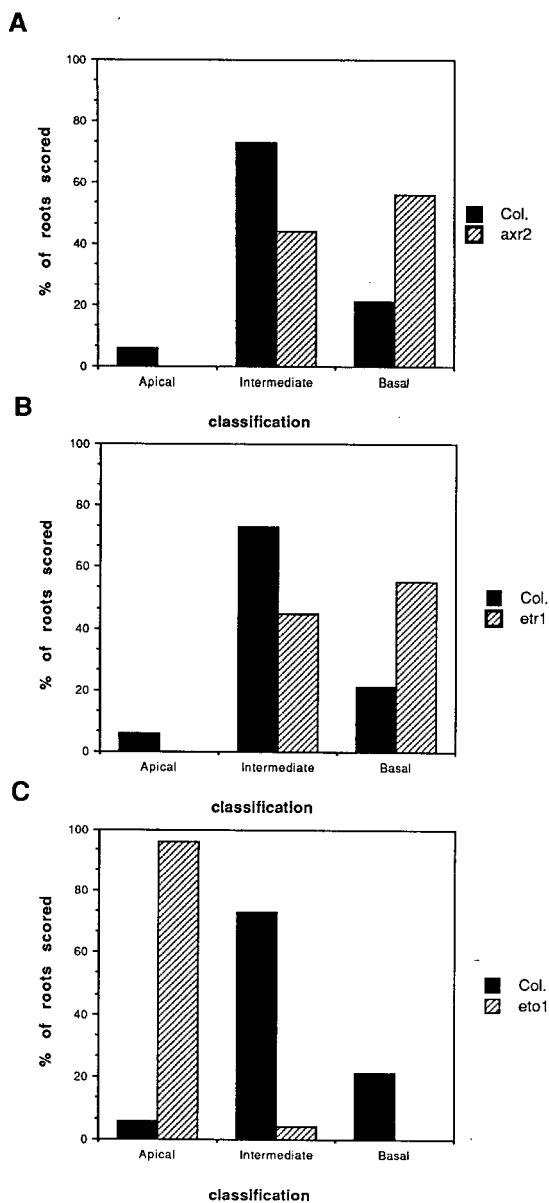 A
% of roots scored
100
80
60
40
20
0
Apical Intermediate Basal
classification
Col.
axr2
B
% of roots scored
100
80
60
40
20
0
Apical Intermediate Basal
classification
Col.
etr1
C
% of roots scored
100
80
60
40
20
0
Apical Intermediate Basal
classification
Col.
eto1